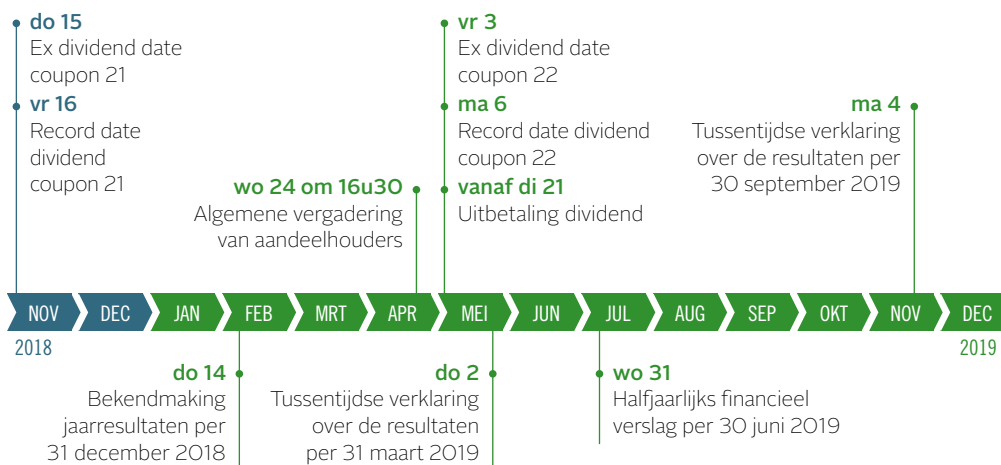 do 15
Ex dividend date
coupon 21
vr 16
Record date
dividend
coupon 21
wo 24 om 16u30
Algemene vergadering
van aandeelhouders
vr 3
Ex dividend date
coupon 22
ma 6
Record date dividend
coupon 22
vanaf di 21
Uitbetaling dividend
ma 4
Tussentijdse verklaring
over de resultaten per
30 september 2019
NOV DEC JAN FEB MRT APR MEI JUN JUL AUG SEP OKT NOV DEC
2018 2019
do 14
Bekendmaking
jaarresultaten per
31 december 2018
do 2
Tussentijdse verklaring
over de resultaten
per 31 maart 2019
wo 31
Halfjaarlijks financieel
verslag per 30 juni 2019